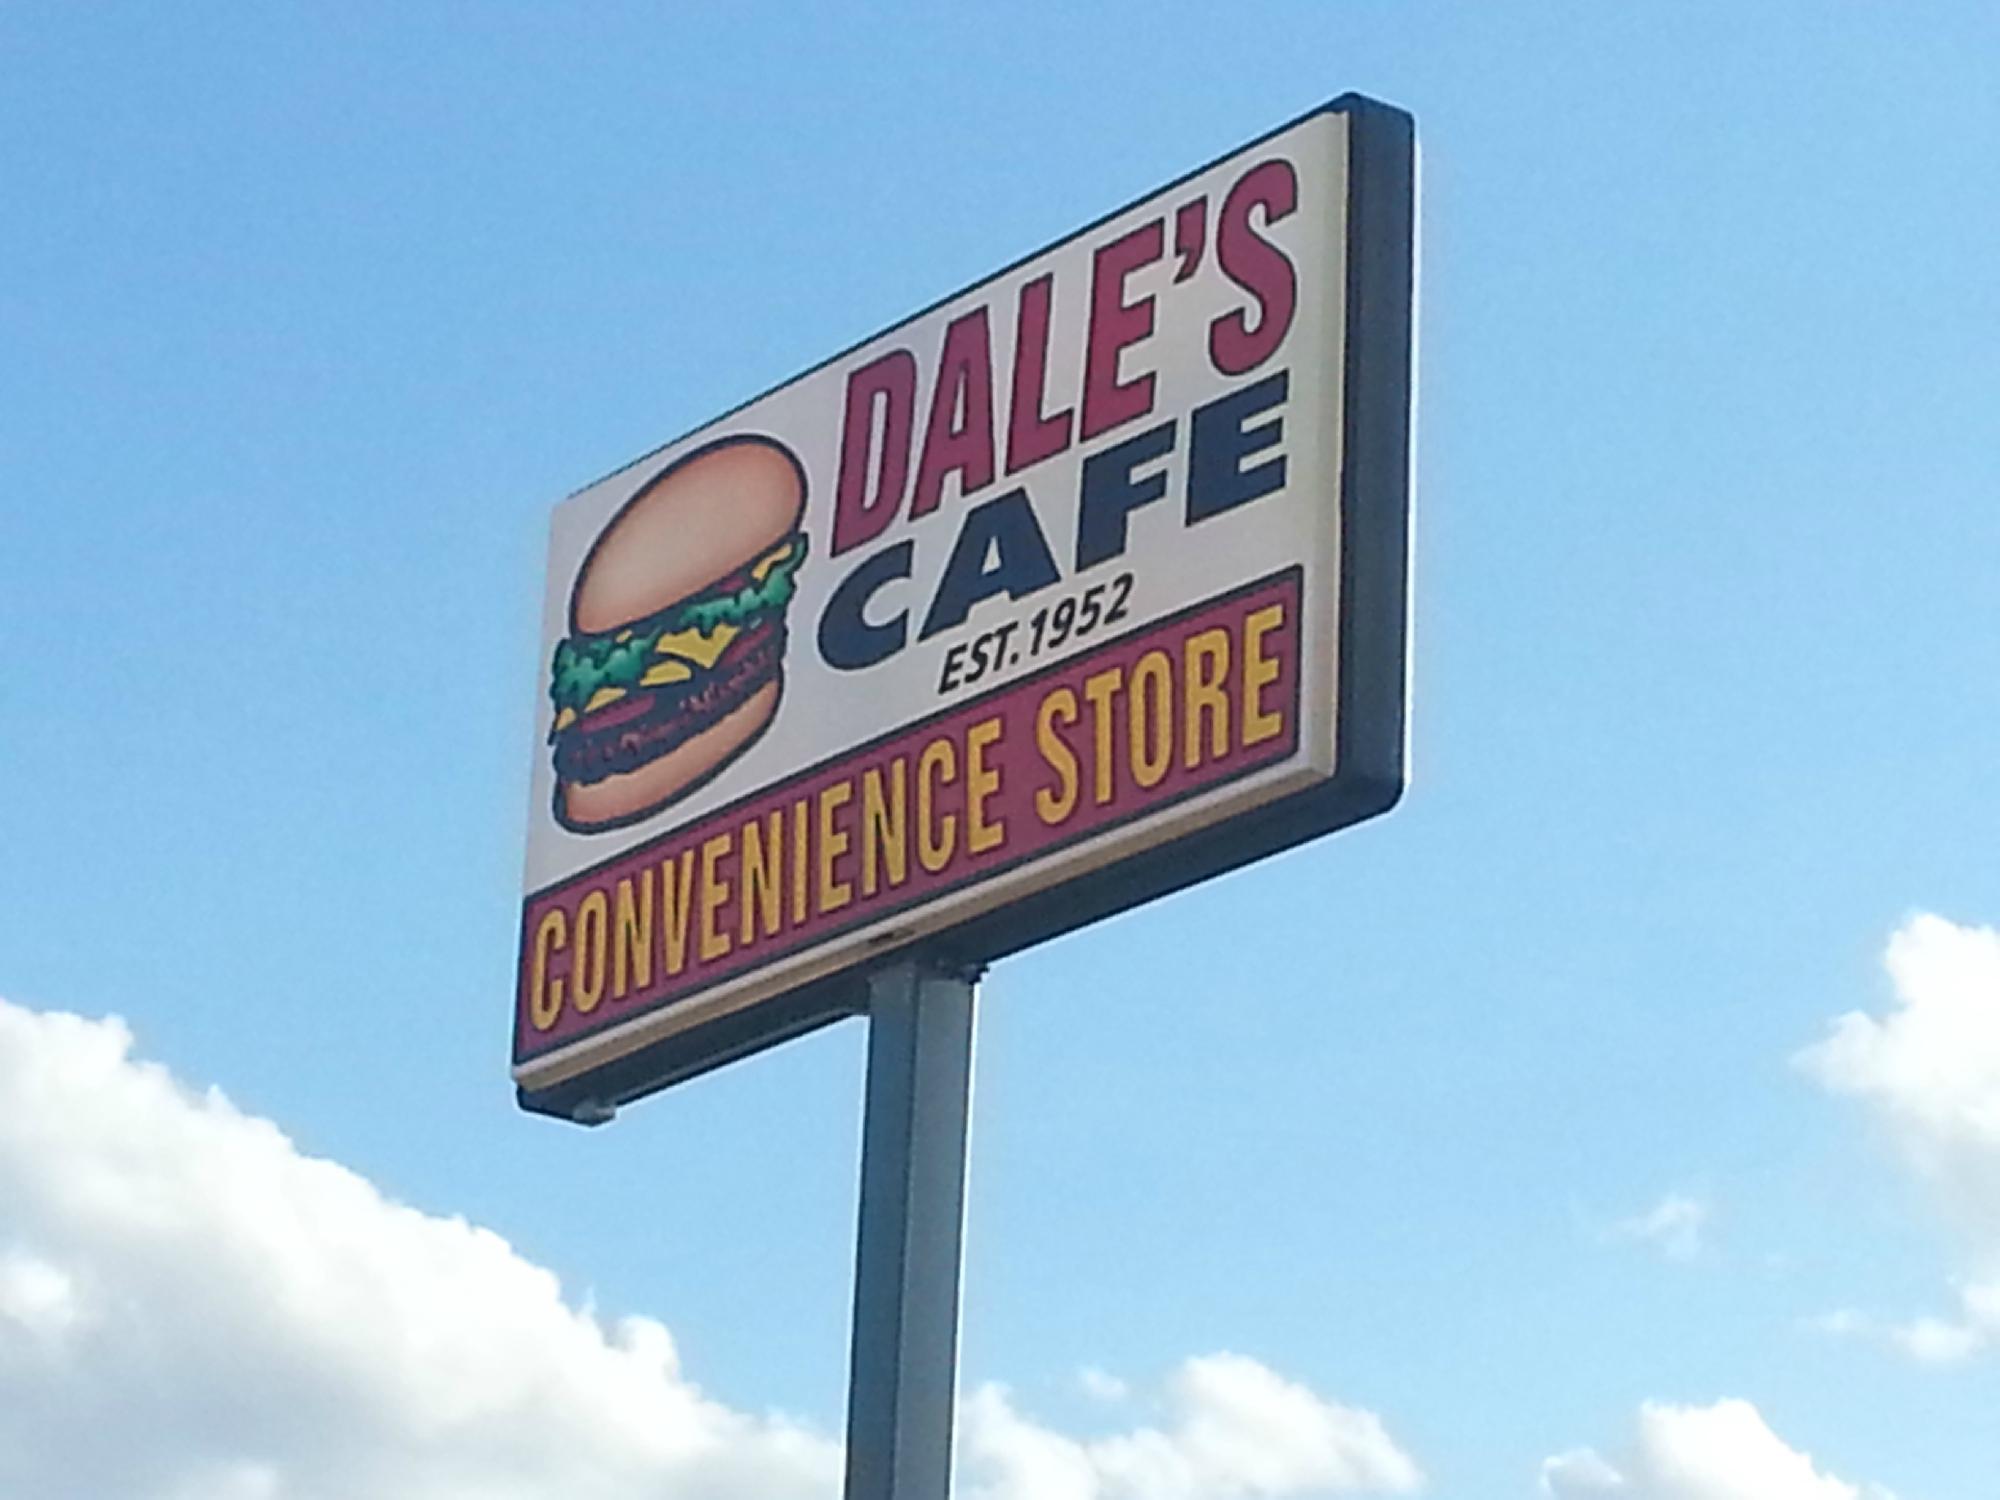 DALE'S
CAFE
EST. 1952
CONVENIENCE STORE